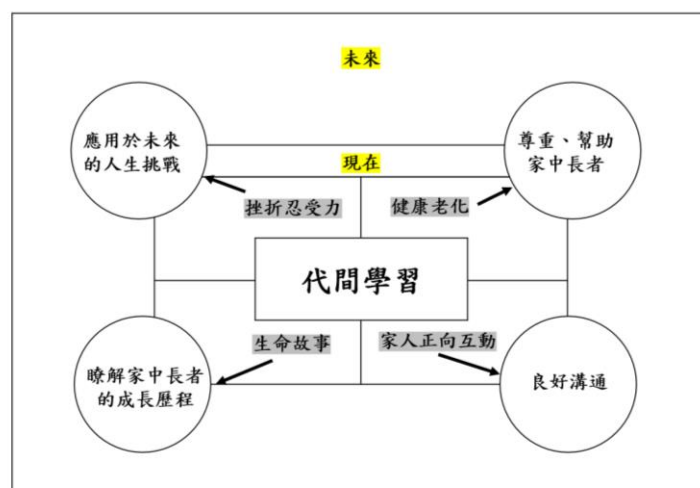 未來
應用於未來
的人生挑戰
尊重、幫助
家中長者
現在
挫折忍受力
健康老化
代間學習
生命故事
家人正向互動
瞭解家中長者
的成長歷程
良好溝通